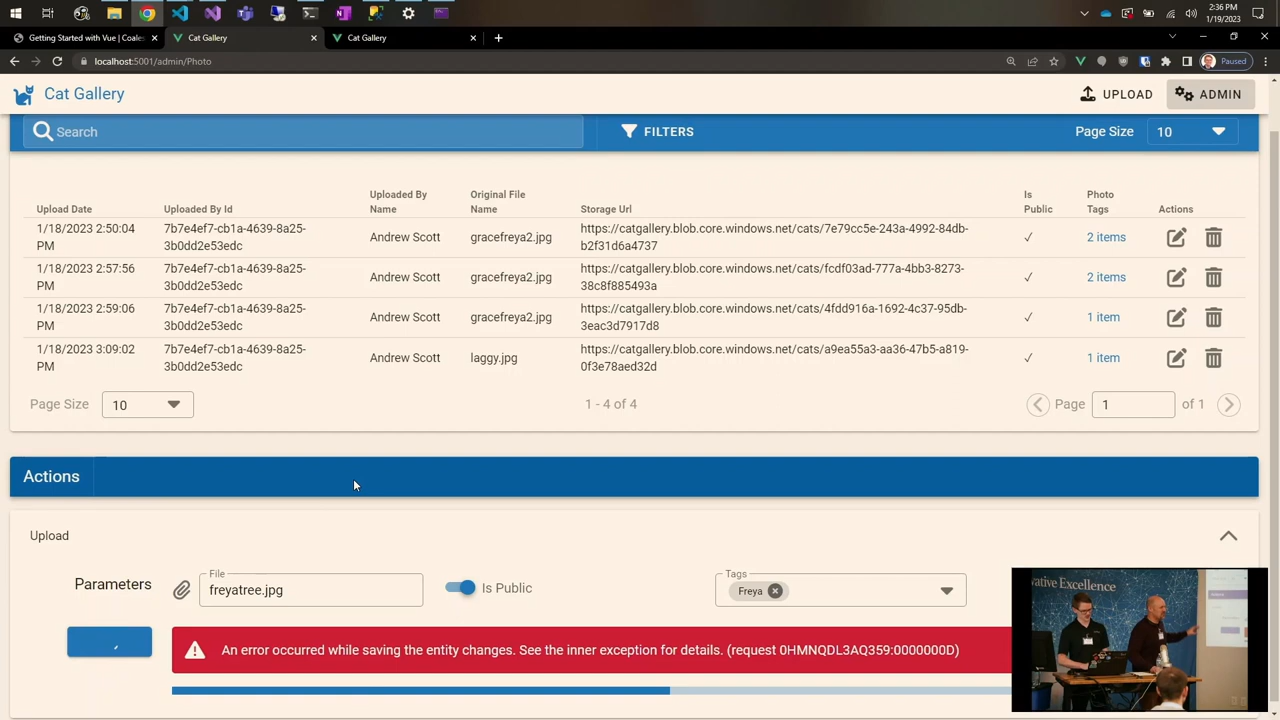 2:36 PM
1/19/2023
Getting Started with Vue | Coales
Cat Gallery
Cat Gallery
localhost:5001/admin/Photo
Paused
Cat Gallery
UPLOAD
ADMIN
Search
FILTERS
Page Size
10
Upload Date
Uploaded By Id
Uploaded By
Name
Original File
Name
Storage Url
Is
Public
Photo
Tags
Actions
1/18/2023 2:50:04
PM
7b7e4ef7-cb1a-4639-8a25-
3b0dd2e53edc
Andrew Scott
gracefreya2.jpg
https://catgallery.blob.core.windows.net/cats/7e79cc5e-243a-4992-84db-
b2f31d6a4737
✓
2 items
1/18/2023 2:57:56
PM
7b7e4ef7-cb1a-4639-8a25-
3b0dd2e53edc
Andrew Scott
gracefreya2.jpg
https://catgallery.blob.core.windows.net/cats/fcdf03ad-777a-4bb3-8273-
38c8f885493a
✓
2 items
1/18/2023 2:59:06
PM
7b7e4ef7-cb1a-4639-8a25-
3b0dd2e53edc
Andrew Scott
gracefreya2.jpg
https://catgallery.blob.core.windows.net/cats/4fdd916a-1692-4c37-95db-
3eac3d7917d8
✓
1 item
1/18/2023 3:09:02
PM
7b7e4ef7-cb1a-4639-8a25-
3b0dd2e53edc
Andrew Scott
laggy.jpg
https://catgallery.blob.core.windows.net/cats/a9ea55a3-aa36-47b5-a819-
0f3e78aed32d
✓
1 item
Page Size
10
1 - 4 of 4
Page
1
of 1
Actions
Upload
Parameters
File
freyatree.jpg
Is Public
Tags
Freya
An error occurred while saving the entity changes. See the inner exception for details. (request 0HMNQDL3AQ359:0000000D)
vative Excellence